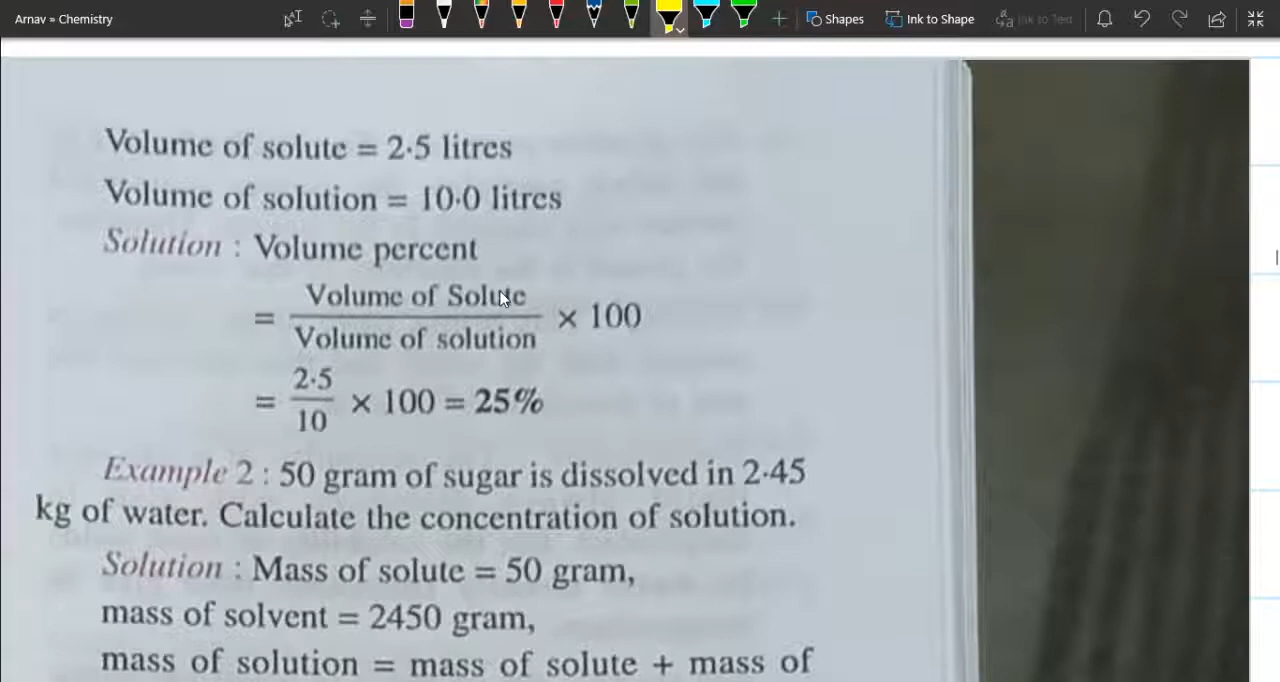 Arnav » Chemistry
Shapes
Ink to Shape
Ink to Text
Volume of solute = 2·5 litres
Volume of solution = 10·0 litres
Solution : Volume percent
= Volume of Solute / Volume of solution × 100
= 2·5 / 10 × 100 = 25%
Example 2 : 50 gram of sugar is dissolved in 2·45
kg of water. Calculate the concentration of solution.
Solution : Mass of solute = 50 gram,
mass of solvent = 2450 gram,
mass of solution = mass of solute + mass of